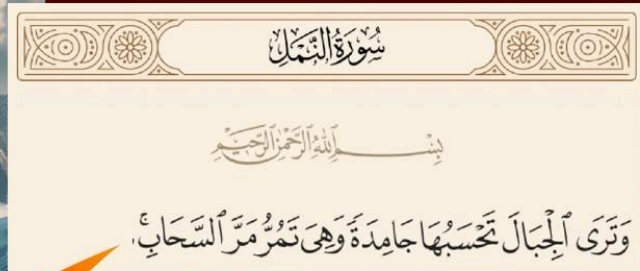 سُورَةُ النَّمْلِ
بِسْمِ ٱللَّهِ ٱلرَّحْمَٰنِ ٱلرَّحِيمِ
وَتَرَى ٱلْجِبَالَ تَحْسَبُهَا جَامِدَةً وَهِىَ تَمُرُّ مَرَّ ٱلسَّحَابِ ۚ